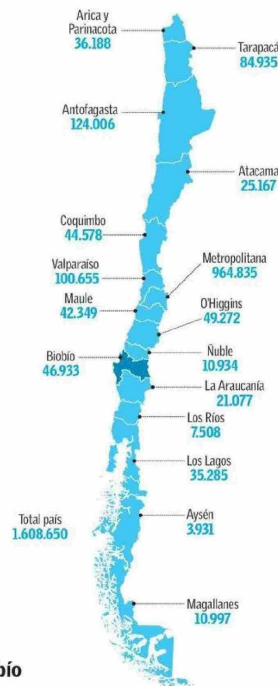 Arica y
Parinacota
36.188
Tarapacá
84.935
Antofagasta
124.006
Atacama
25.167
Coquimbo
44.578
Metropolitana
964.835
Valparaíso
100.655
O'Higgins
49.272
Maule
42.349
Ñuble
10.934
Biobío
46.933
La Araucanía
21.077
Los Ríos
7.508
Los Lagos
35.285
Total país
1.608.650
Aysén
3.931
Magallanes
10.997